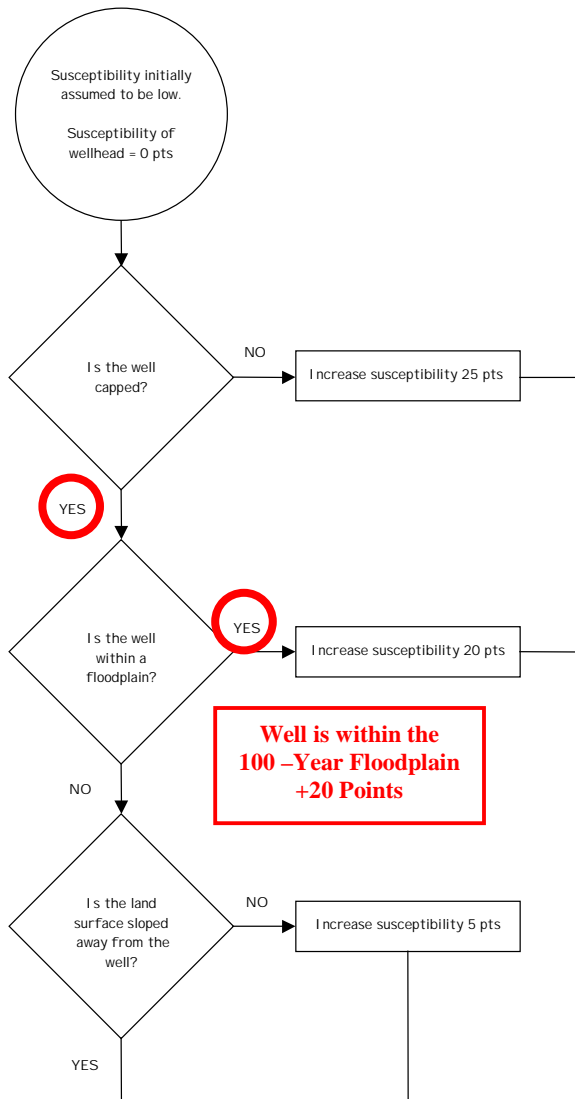 Susceptibility initially
assumed to be low.
Susceptibility of
wellhead = 0 pts
Is the well
capped?
NO
Increase susceptibility 25 pts
YES
Is the well
within a
floodplain?
YES
Increase susceptibility 20 pts
Well is within the
100 –Year Floodplain
+20 Points
NO
Is the land
surface sloped
away from the
well?
NO
Increase susceptibility 5 pts
YES